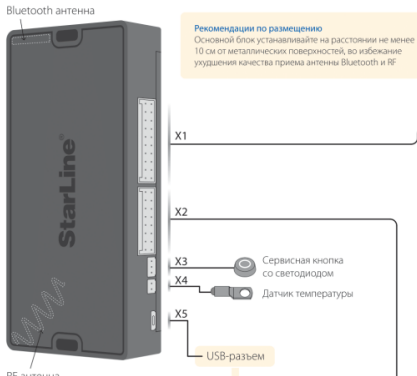 Bluetooth антенна
Рекомендации по размещению
Основной блок устанавливайте на расстоянии не менее
10 см от металлических поверхностей, во избежание
ухудшения качества приема антенны Bluetooth и RF
X1
StarLine®
X2
X3
Сервисная кнопка
со светодиодом
X4
Датчик температуры
X5
USB-разъем
RF антенна